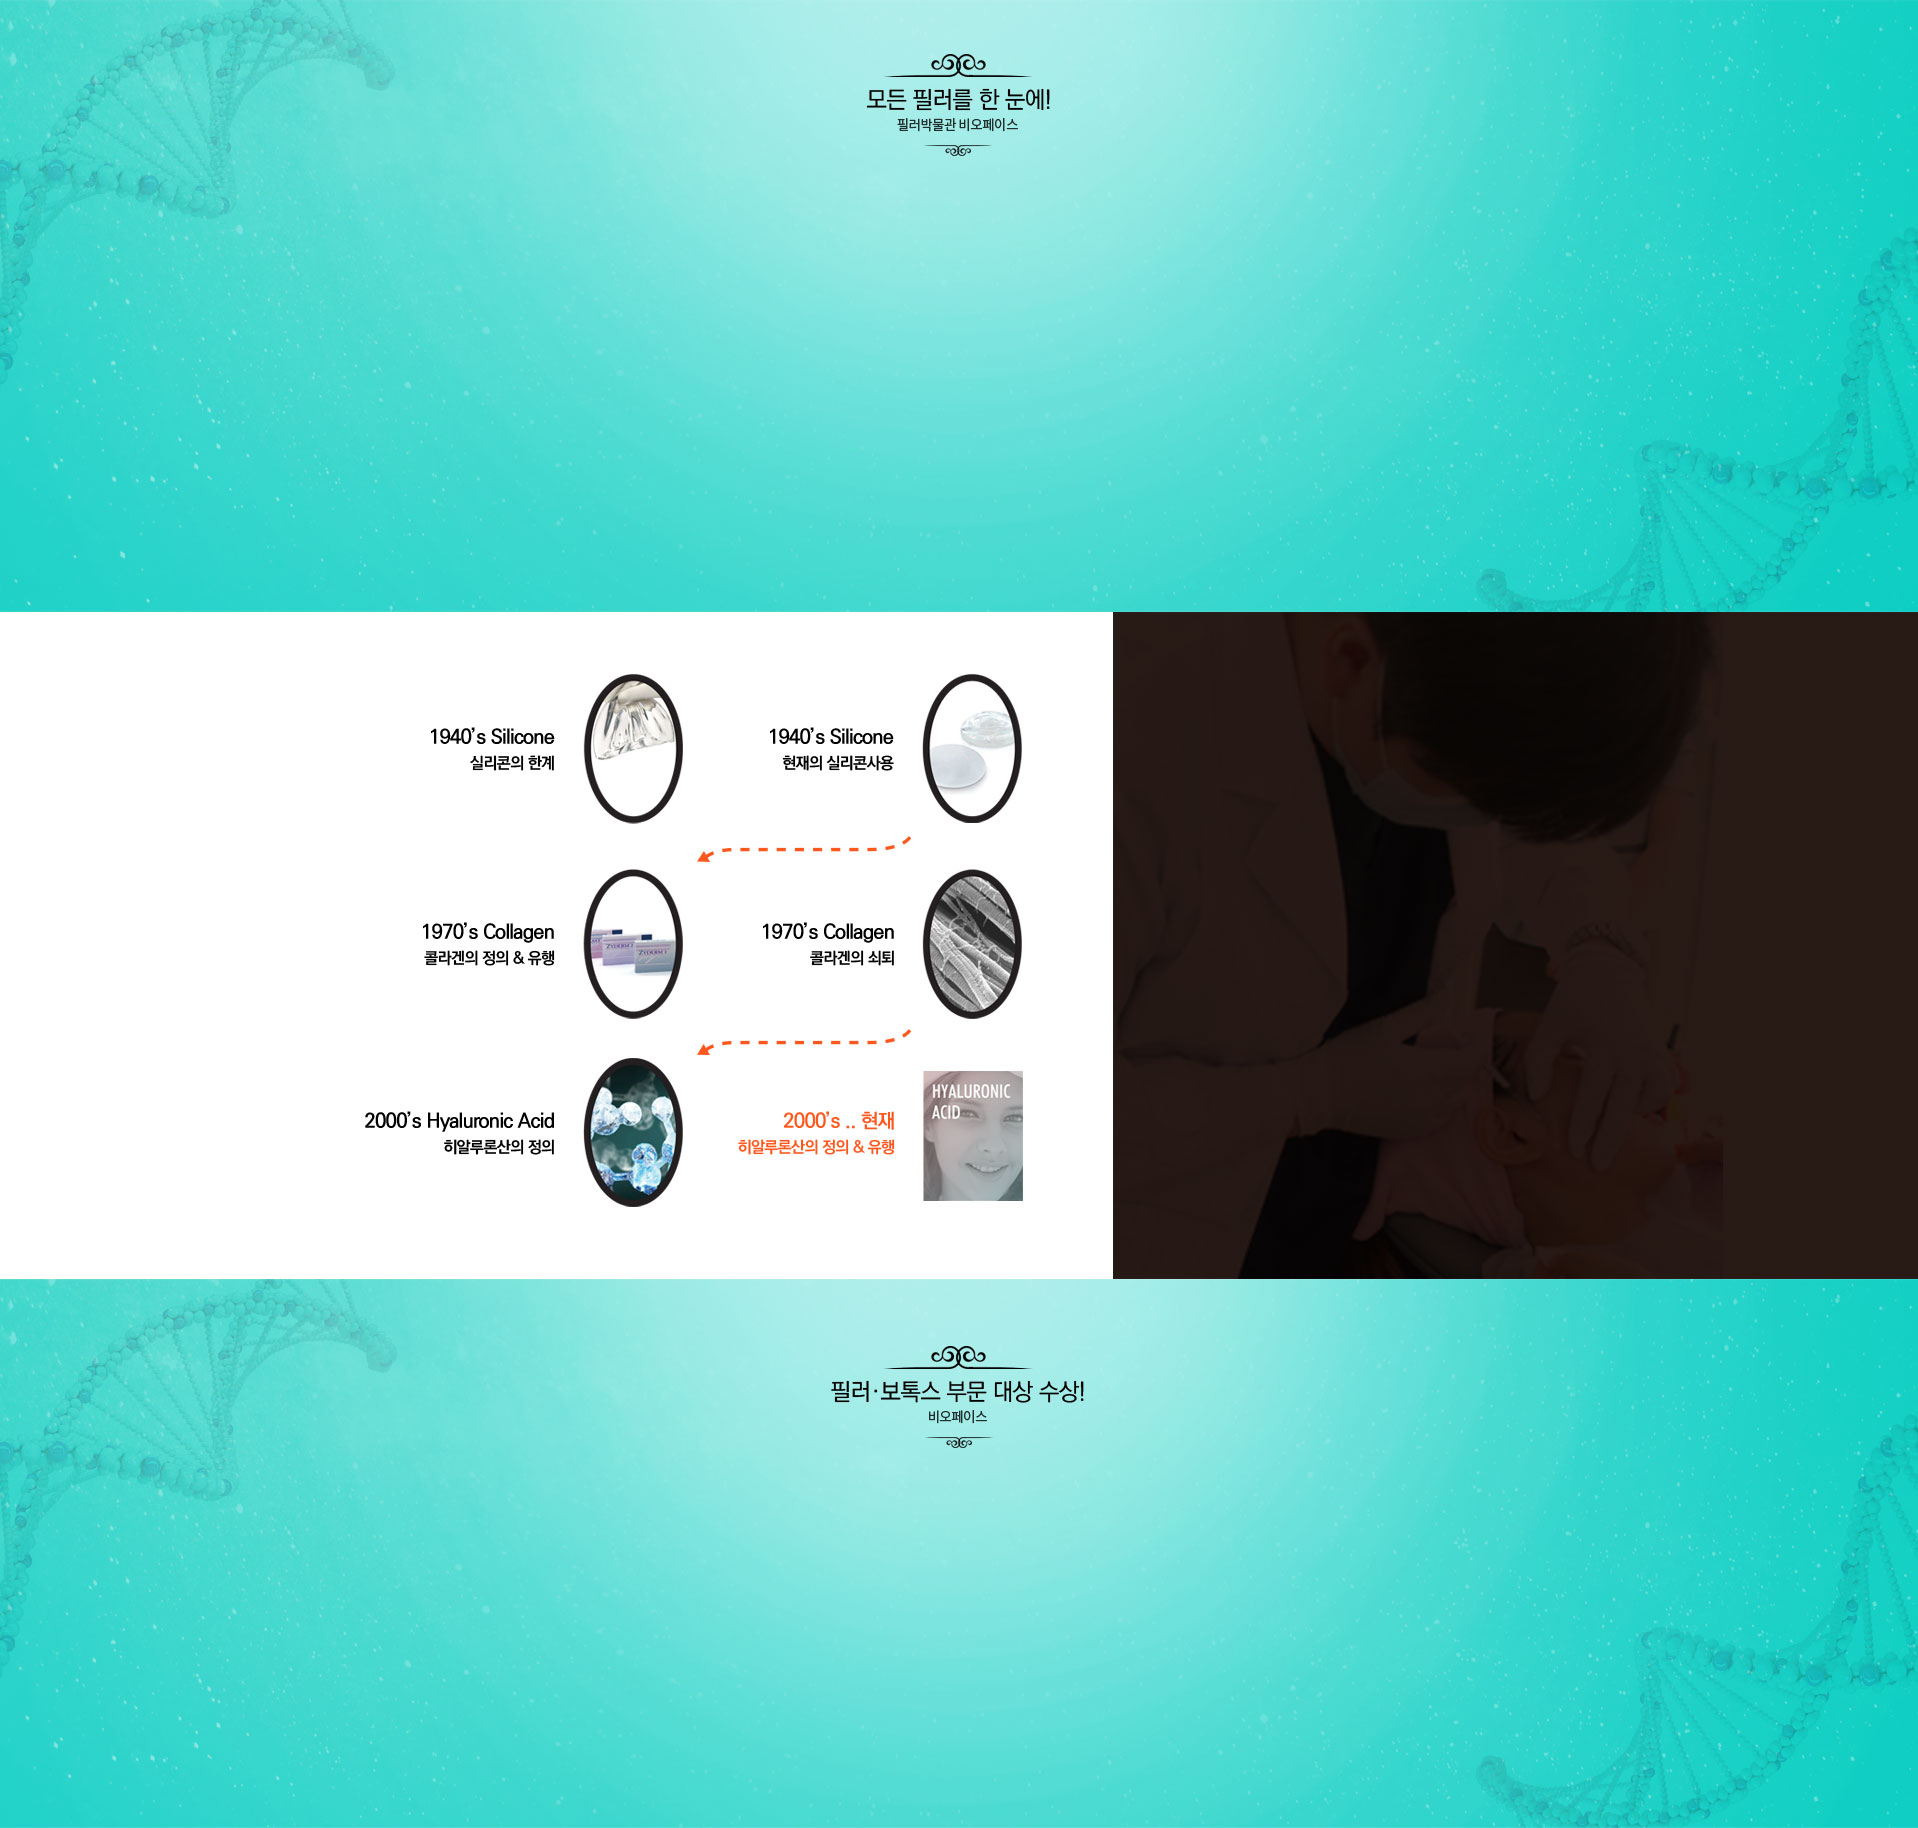 모든 필러를 한 눈에!
필러박물관 비오페이스
1940's Silicone
실리콘의 한계
1940's Silicone
현재의 실리콘사용
1970's Collagen
콜라겐의 정의 & 유행
ZYDERM
1970's Collagen
콜라겐의 쇠퇴
2000's Hyaluronic Acid
히알루론산의 정의
2000's .. 현재
히알루론산의 정의 & 유행
HYALURONIC
ACID
필러·보톡스 부문 대상 수상!
비오페이스